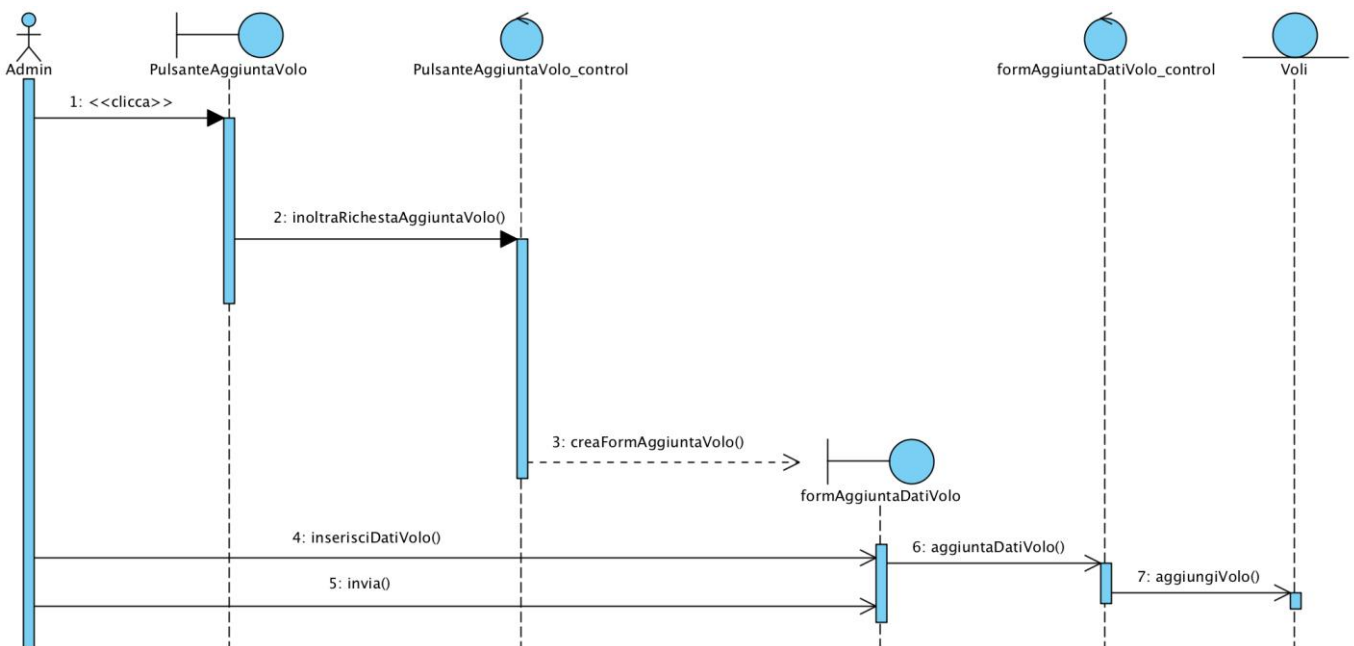 Admin
PulsanteAggiuntaVolo
PulsanteAggiuntaVolo_control
formAggiuntaDatiVolo_control
Voli
1: <<clicca>>
2: inoltraRichestaAggiuntaVolo()
3: creaFormAggiuntaVolo()
formAggiuntaDatiVolo
4: inserisciDatiVolo()
6: aggiuntaDatiVolo()
5: invia()
7: aggiungiVolo()